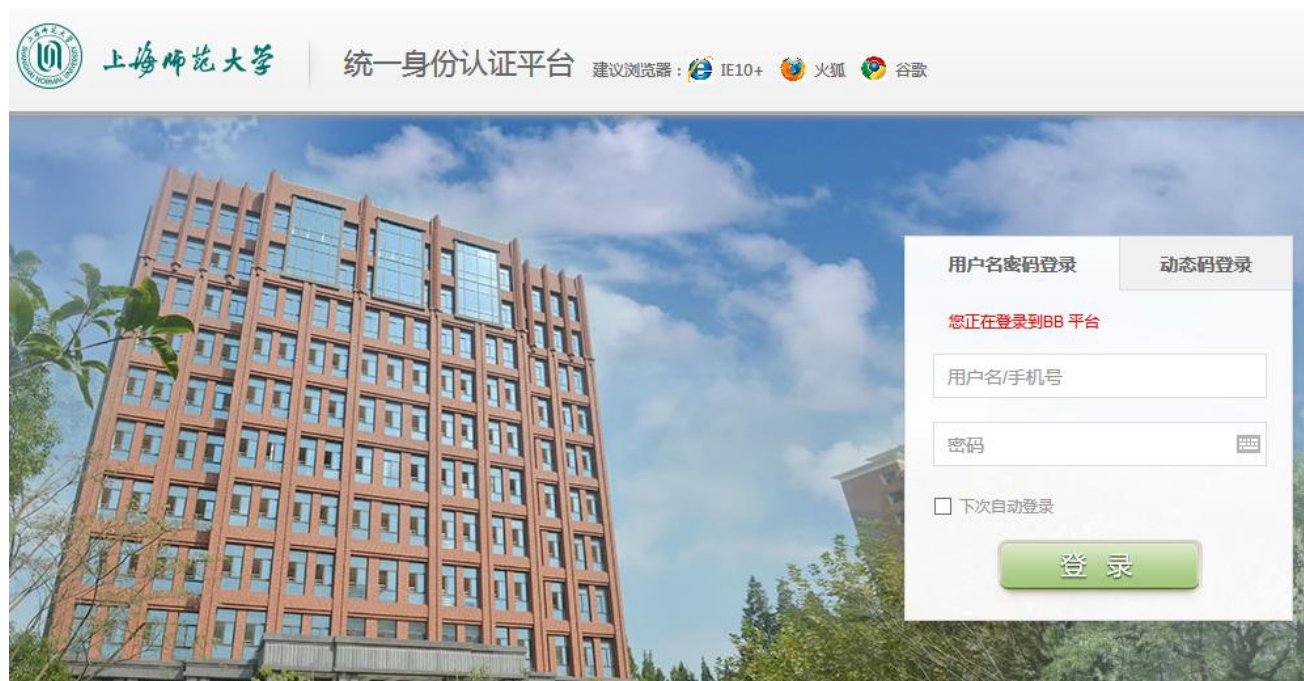 上海师范大学
统一身份认证平台 建议浏览器：IE10+ 火狐 谷歌
用户名密码登录 动态码登录
您正在登录到BB 平台
用户名/手机号
密码
下次自动登录
登 录